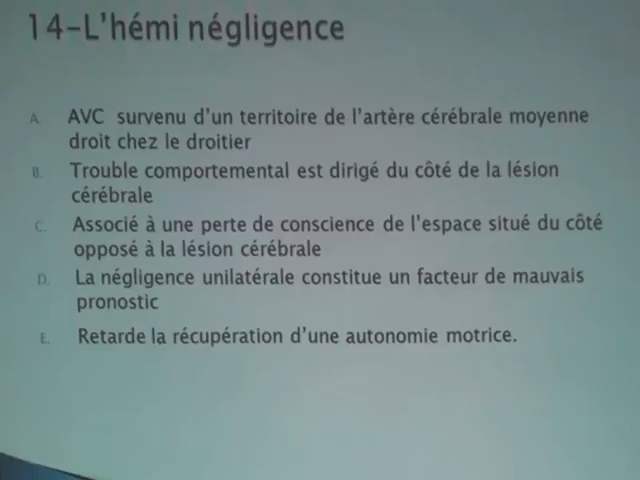 14-L'hémi négligence
A. AVC survenu d'un territoire de l'artère cérébrale moyenne
droit chez le droitier
B. Trouble comportemental est dirigé du côté de la lésion
cérébrale
C. Associé à une perte de conscience de l'espace situé du côté
opposé à la lésion cérébrale
D. La négligence unilatérale constitue un facteur de mauvais
pronostic
E. Retarde la récupération d'une autonomie motrice.